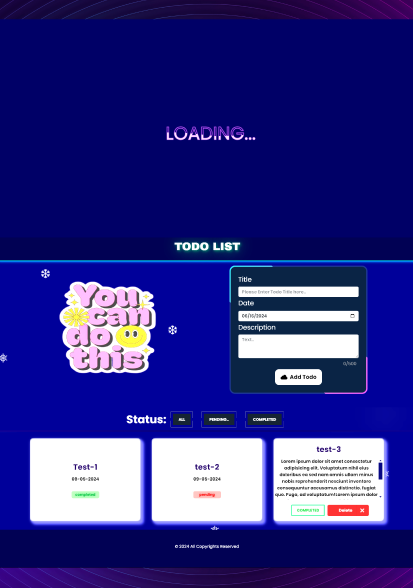 LOADING...
TODO LIST
You
can
do
this
Title
Please Enter Todo Title Here..
Date
06/10/2024
Description
Text...
0/500
Add Todo
Status:
ALL
PENDING..
COMPLETED
Test-1
08-05-2024
completed
test-2
09-05-2024
pending
test-3
Lorem ipsum dolor sit amet consectetur
adipisicing elit. Voluptatum nihil eius
doloribus ea sed nam omnis ullam minus
nobis reprehenderit nesciunt inventore
consequuntur accusamus distinctio, fugiat
quo. Fuga, ad voluptatum!Lorem ipsum dolor
COMPLETED
Delete
© 2024 All Copyrights Reserved